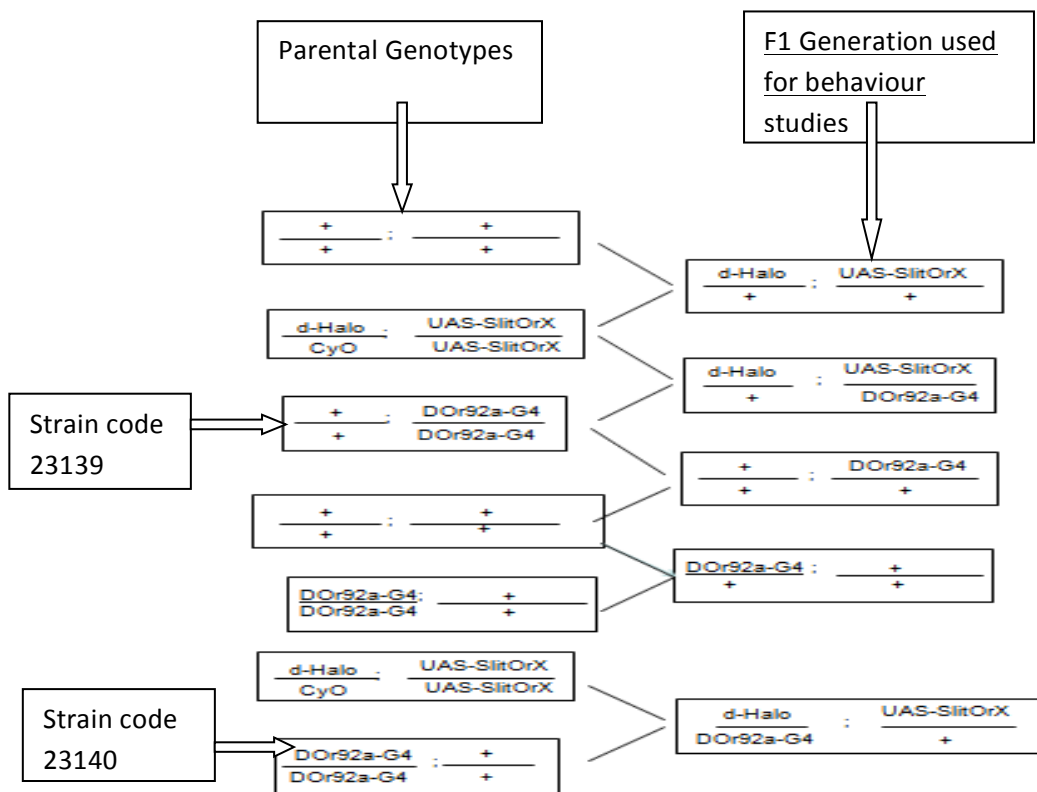 Parental Genotypes
F1 Generation used
for behaviour
studies
+ ; +
+ +
d-Halo ; UAS-SlitOrX
+ +
d-Halo ; UAS-SlitOrX
CyO UAS-SlitOrX
d-Halo ; UAS-SlitOrX
+ DOr92a-G4
Strain code
23139
+ ; DOr92a-G4
+ DOr92a-G4
+ ; DOr92a-G4
+ +
+ ; +
+ +
DOr92a-G4 ; +
+ +
DOr92a-G4; +
DOr92a-G4 +
d-Halo ; UAS-SlitOrX
CyO UAS-SlitOrX
Strain code
23140
d-Halo ; UAS-SlitOrX
DOr92a-G4 +
DOr92a-G4 ; +
DOr92a-G4 +